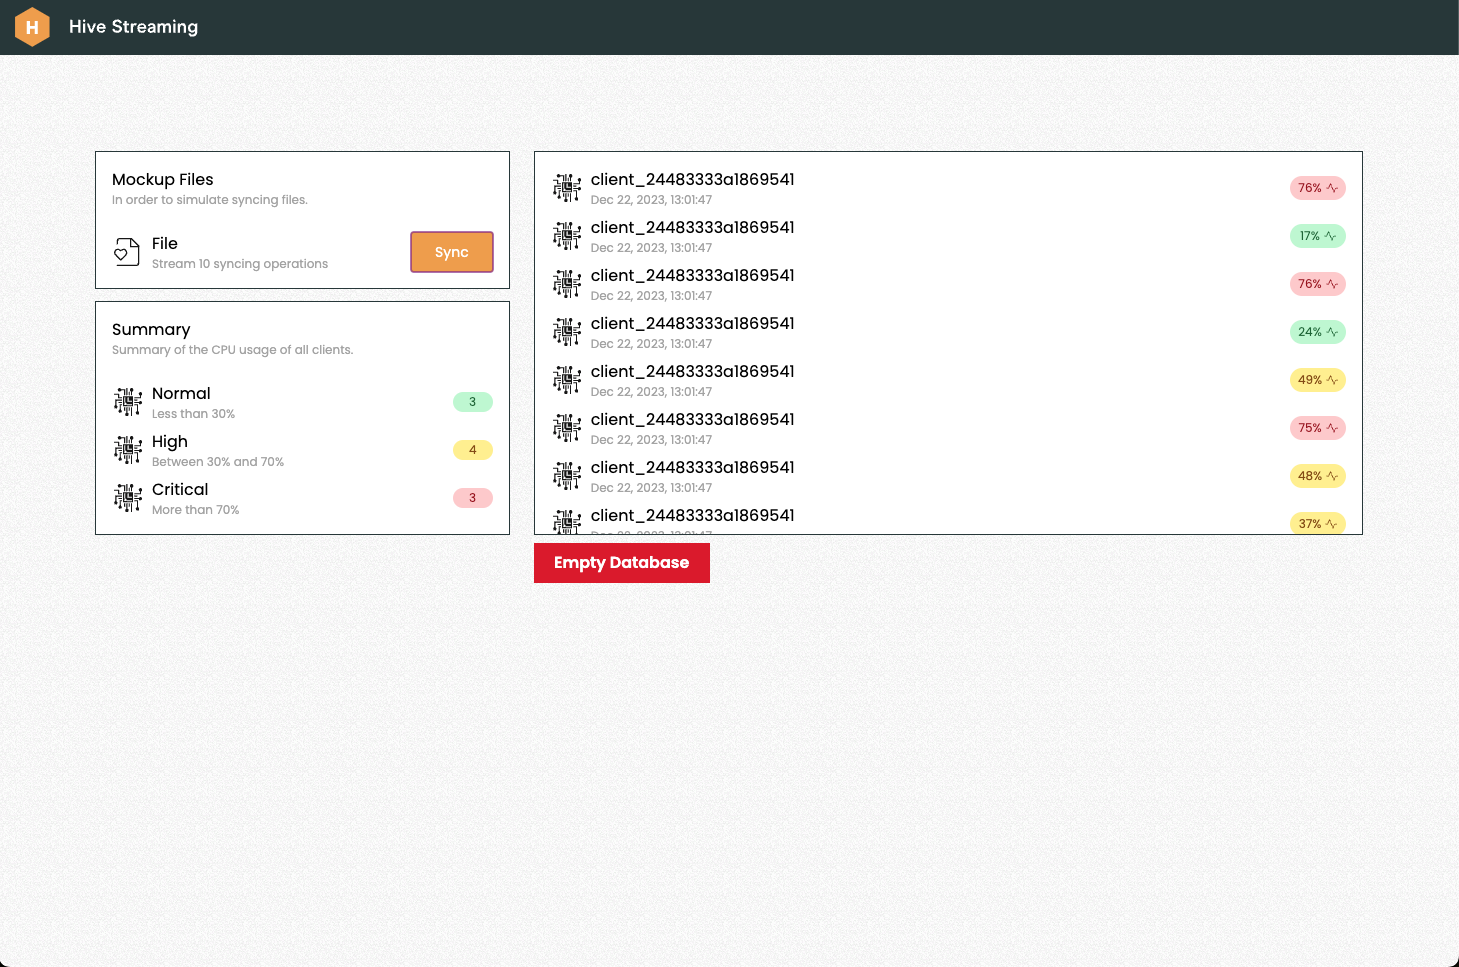 H
Hive Streaming
Mockup Files
In order to simulate syncing files.
File
Stream 10 syncing operations
Sync
Summary
Summary of the CPU usage of all clients.
Normal
Less than 30%
3
High
Between 30% and 70%
4
Critical
More than 70%
3
client_24483333a1869541
Dec 22, 2023, 13:01:47
76%
client_24483333a1869541
Dec 22, 2023, 13:01:47
17%
client_24483333a1869541
Dec 22, 2023, 13:01:47
76%
client_24483333a1869541
Dec 22, 2023, 13:01:47
24%
client_24483333a1869541
Dec 22, 2023, 13:01:47
49%
client_24483333a1869541
Dec 22, 2023, 13:01:47
75%
client_24483333a1869541
Dec 22, 2023, 13:01:47
48%
client_24483333a1869541
37%
Empty Database